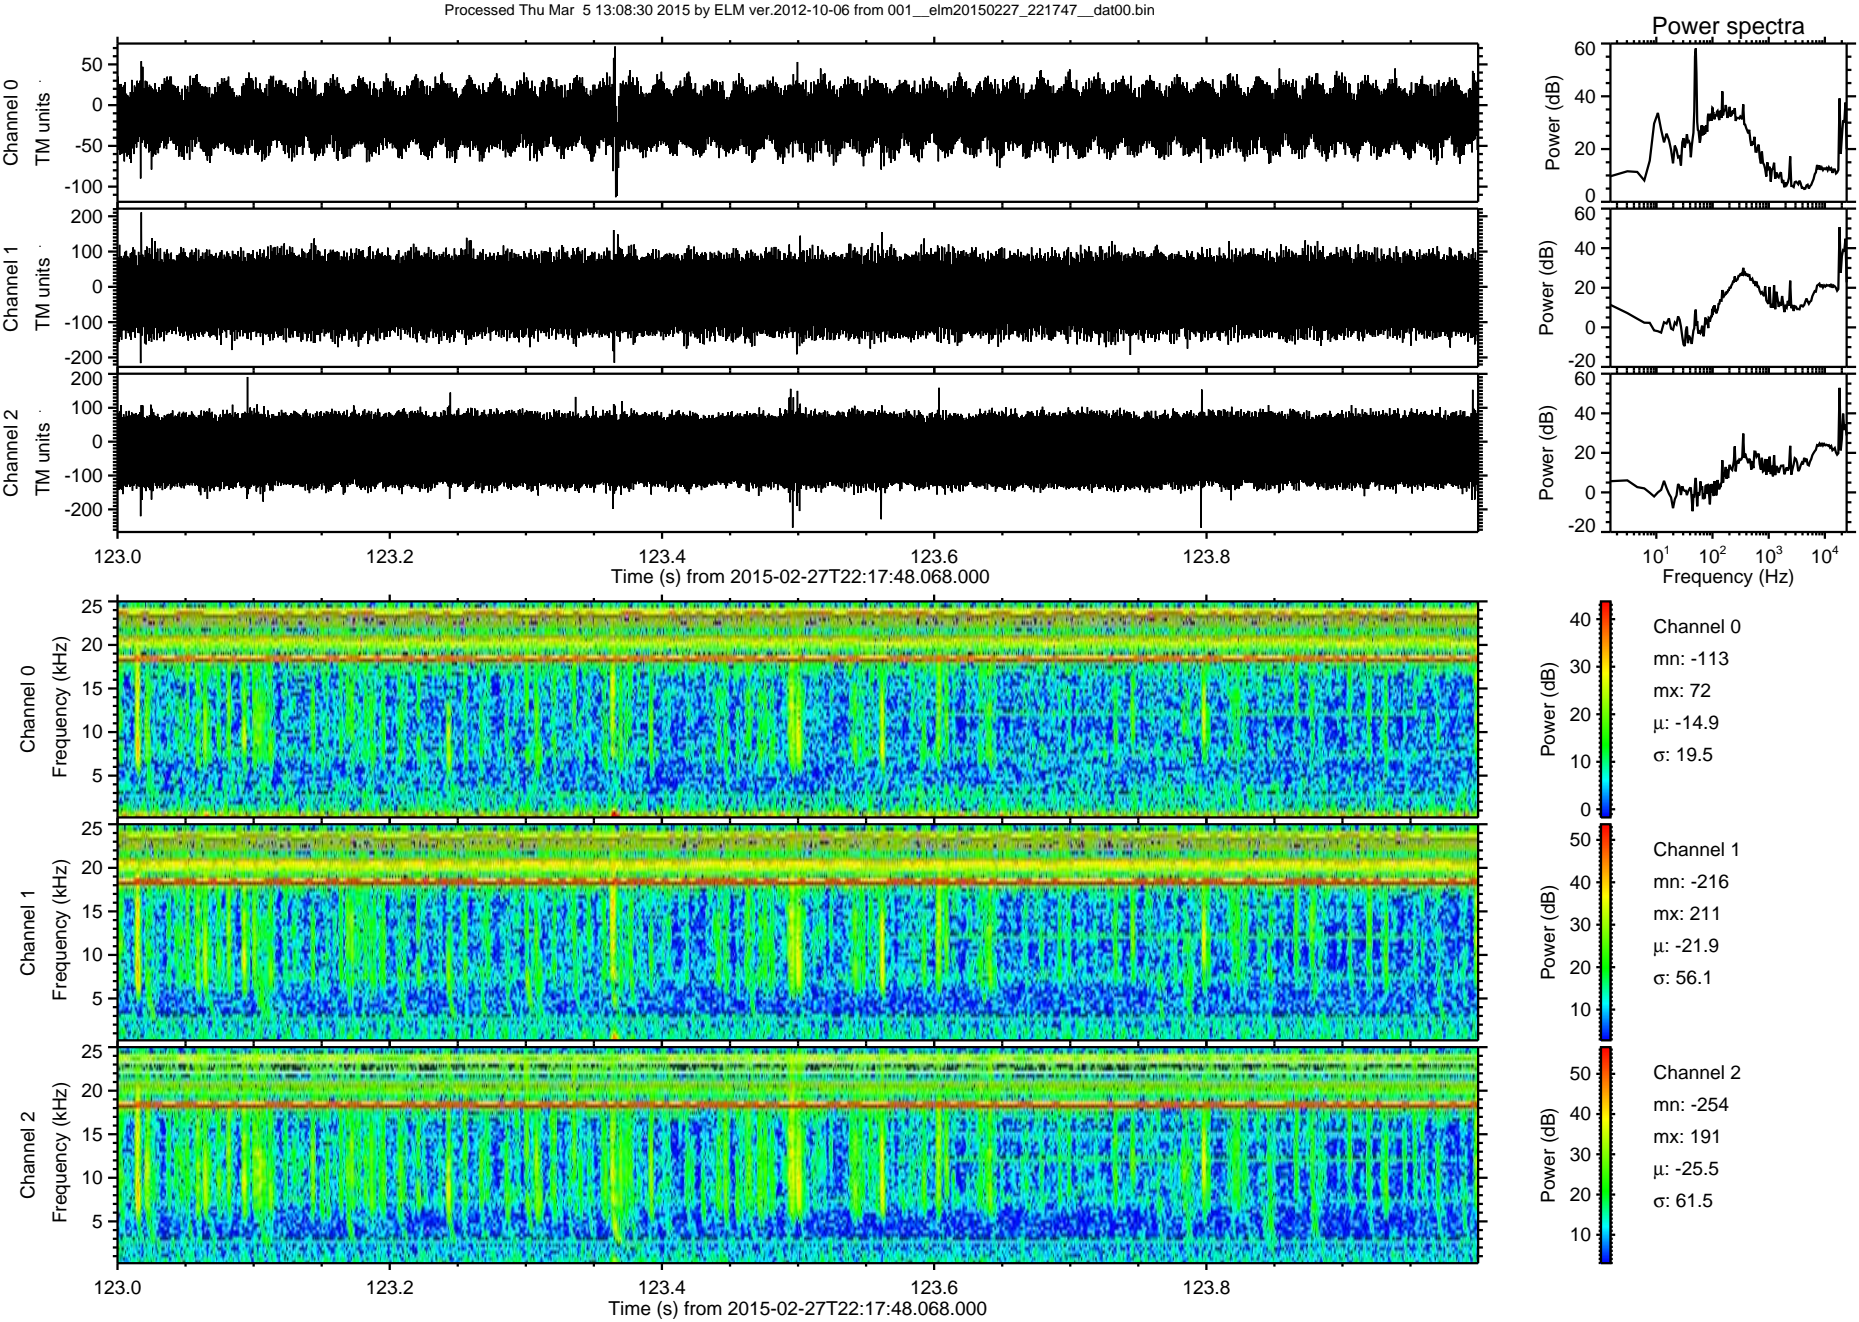 Processed Thu Mar  5 13:08:30 2015 by ELM ver.2012-10-06 from 001__elm20150227_221747__dat00.bin
Power spectra
Channel 0
TM units
50
0
-50
-100
Power (dB)
60
40
20
0
Channel 1
TM units
200
100
0
-100
-200
Power (dB)
60
40
20
0
-20
Channel 2
TM units
200
100
0
-100
-200
Power (dB)
60
40
20
0
-20
123.0 123.2 123.4 123.6 123.8
Time (s) from 2015-02-27T22:17:48.068.000
10^1 10^2 10^3 10^4
Frequency (Hz)
Channel 0
Frequency (kHz)
25
20
15
10
5
Power (dB)
40
30
20
10
0
Channel 0
mn: -113
mx: 72
μ: -14.9
σ: 19.5
Channel 1
Frequency (kHz)
25
20
15
10
5
Power (dB)
50
40
30
20
10
Channel 1
mn: -216
mx: 211
μ: -21.9
σ: 56.1
Channel 2
Frequency (kHz)
25
20
15
10
5
Power (dB)
50
40
30
20
10
Channel 2
mn: -254
mx: 191
μ: -25.5
σ: 61.5
123.0 123.2 123.4 123.6 123.8
Time (s) from 2015-02-27T22:17:48.068.000